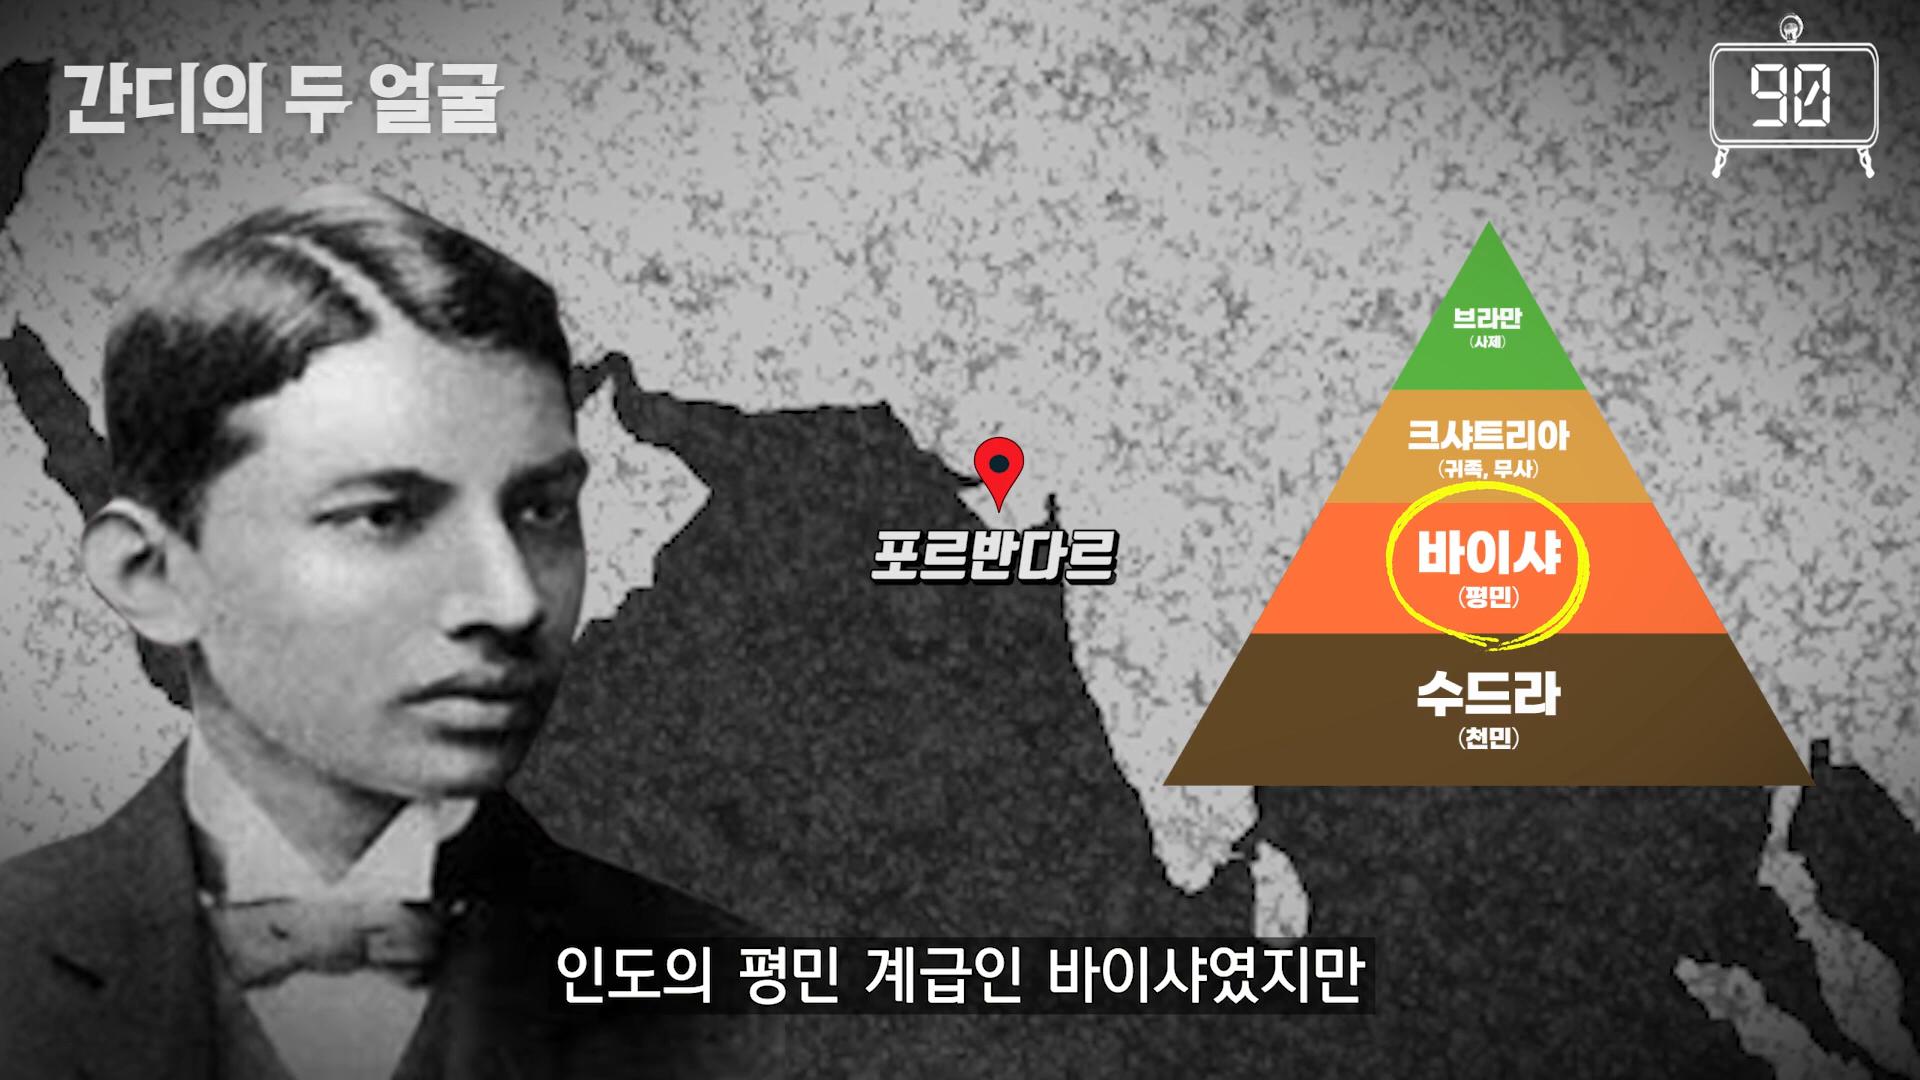 간디의 두 얼굴
90
브라만
(사제)
크샤트리아
(귀족, 무사)
바이샤
(평민)
수드라
(천민)
포르반다르
인도의 평민 계급인 바이샤였지만